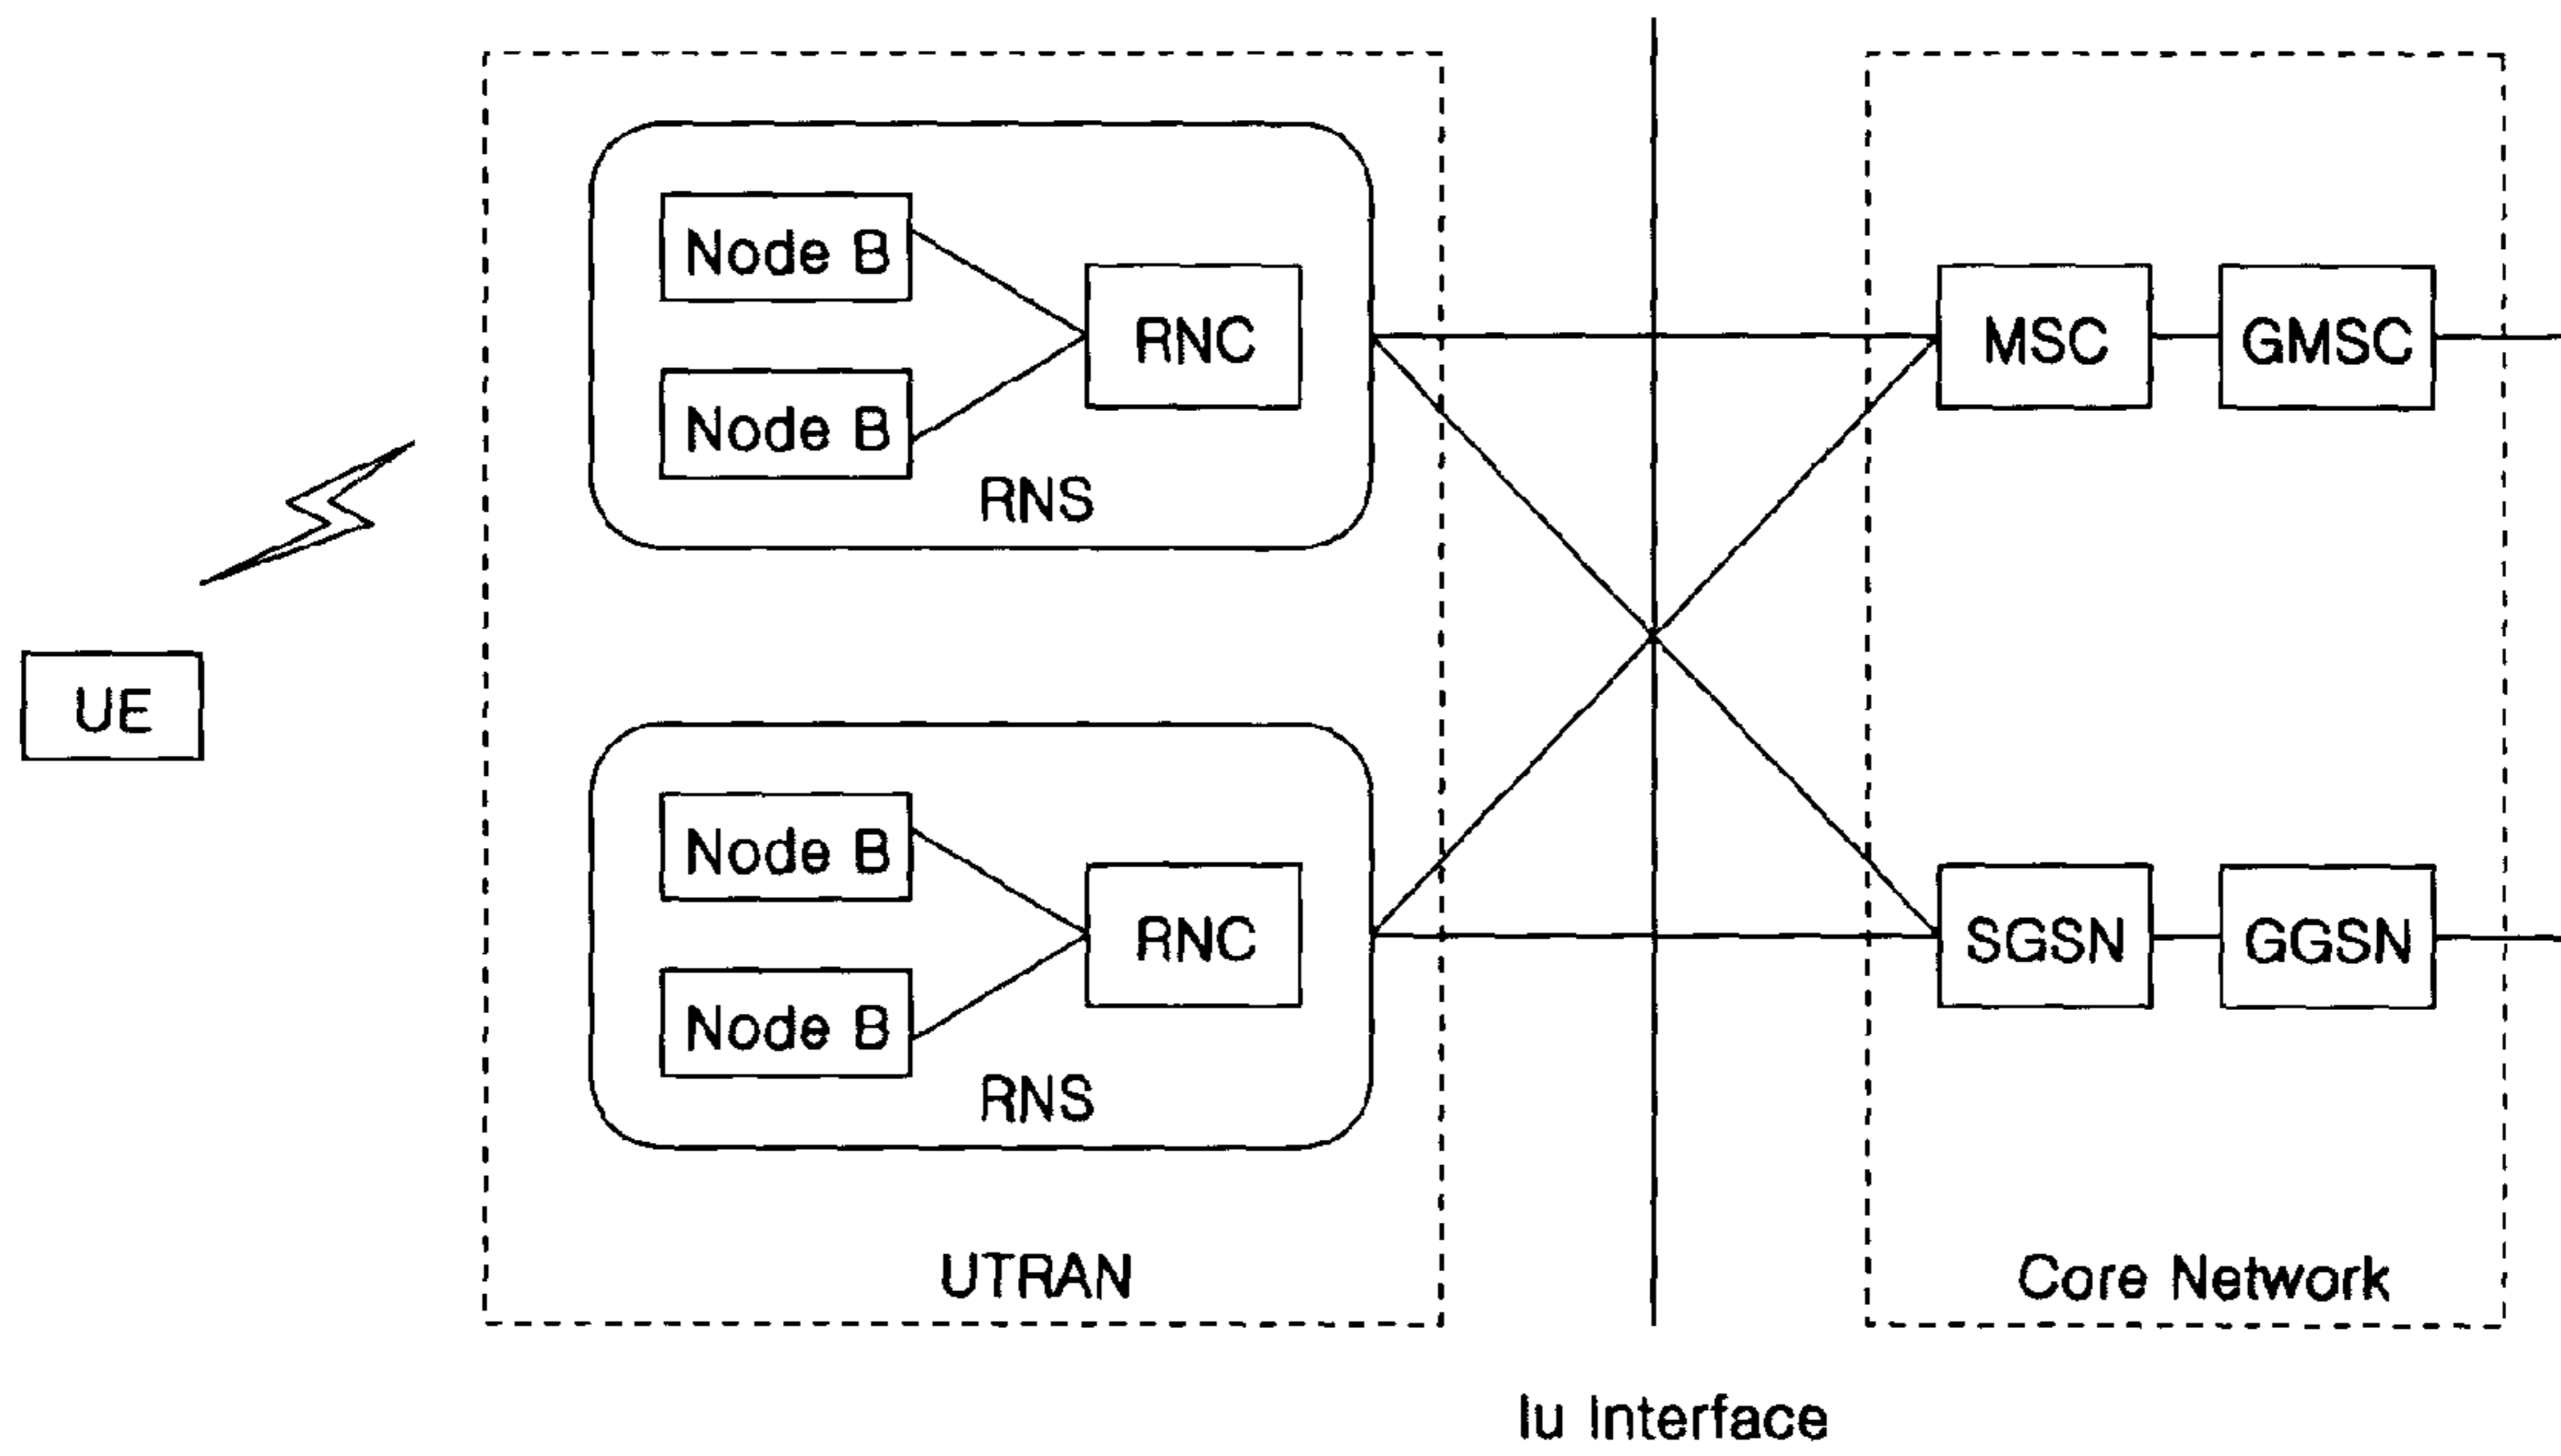 UE
Node B
Node B
RNC
RNS
Node B
Node B
RNC
RNS
UTRAN
Iu Interface
MSC
GMSC
SGSN
GGSN
Core Network